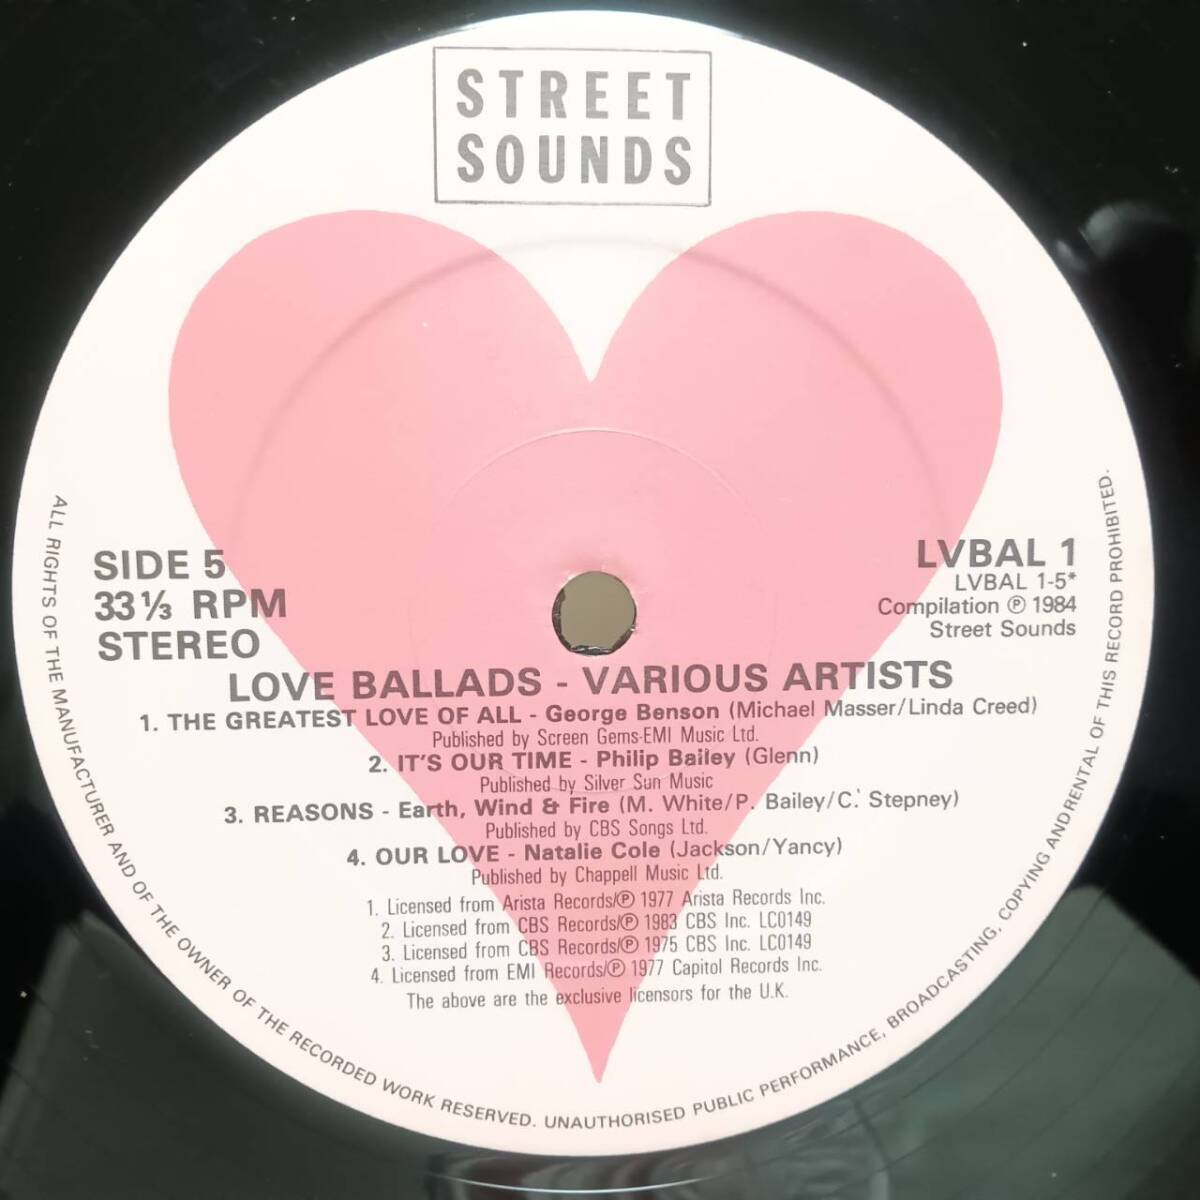 STREET
SOUNDS
SIDE 5
33 1/3 RPM
STEREO
LVBAL 1
LVBAL 1-5*
Compilation ℗ 1984
Street Sounds
LOVE BALLADS - VARIOUS ARTISTS
1. THE GREATEST LOVE OF ALL - George Benson (Michael Masser/Linda Creed)
Published by Screen Gems-EMI Music Ltd.
2. IT'S OUR TIME - Philip Bailey (Glenn)
Published by Silver Sun Music
3. REASONS - Earth, Wind & Fire (M. White/P. Bailey/C. Stepney)
Published by CBS Songs Ltd.
4. OUR LOVE - Natalie Cole (Jackson/Yancy)
Published by Chappell Music Ltd.
1. Licensed from Arista Records/℗ 1977 Arista Records Inc.
2. Licensed from CBS Records/℗ 1983 CBS Inc. LC0149
3. Licensed from CBS Records/℗ 1975 CBS Inc. LC0149
4. Licensed from EMI Records/℗ 1977 Capitol Records Inc.
The above are the exclusive licensors for the U.K.
ALL RIGHTS OF THE MANUFACTURER AND OF THE OWNER OF THE RECORDED WORK RESERVED. UNAUTHORISED PUBLIC PERFORMANCE, BROADCASTING, COPYING ANDRENTAL OF THIS RECORD PROHIBITED.